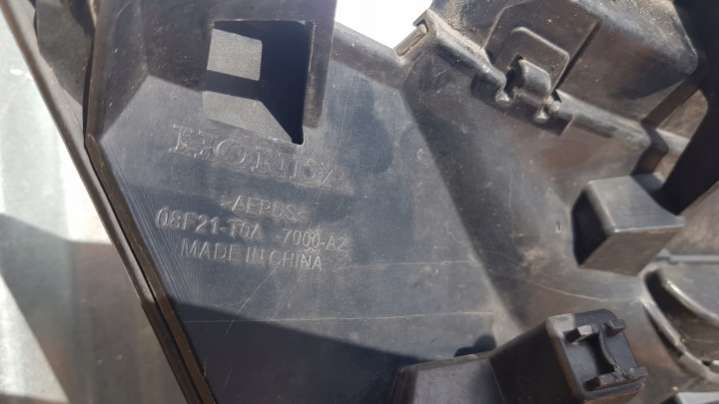 HONDA
>AEPDS<
08F21-T0A -7000-A2
MADE IN CHINA